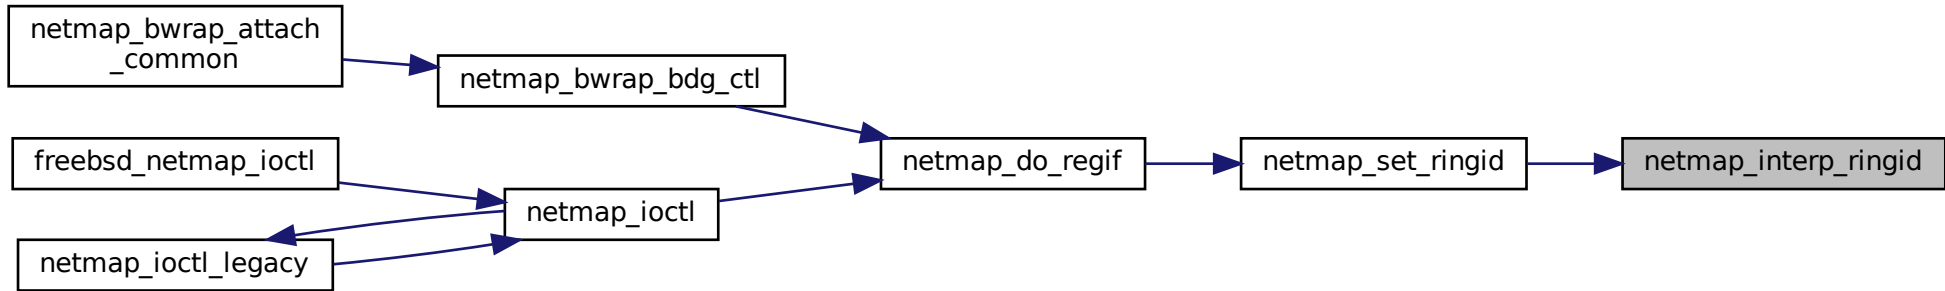 netmap_bwrap_attach
_common
netmap_bwrap_bdg_ctl
freebsd_netmap_ioctl
netmap_do_regif
netmap_set_ringid
netmap_interp_ringid
netmap_ioctl
netmap_ioctl_legacy